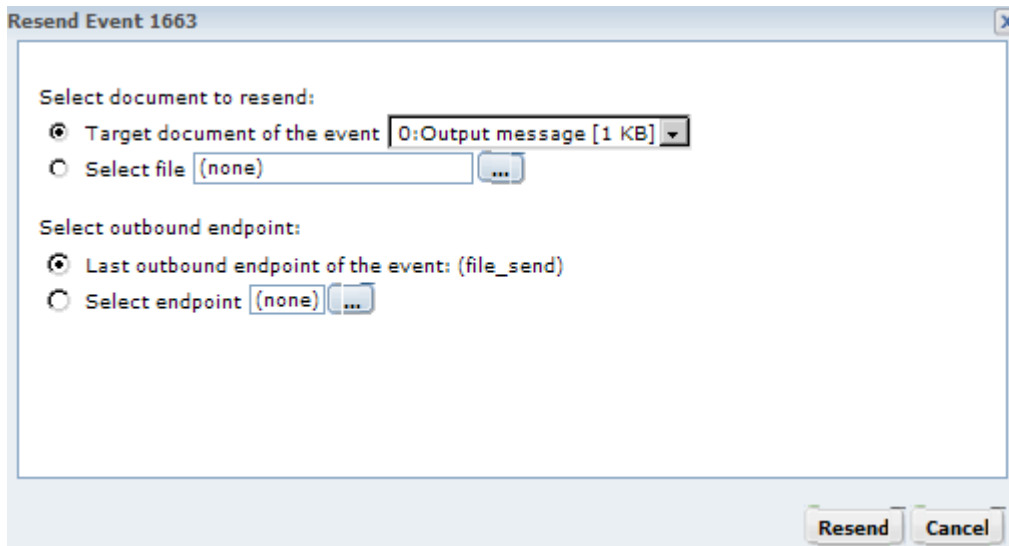 Resend Event 1663
Select document to resend:
Target document of the event 0:Output message [1 KB]
Select file (none) ...
Select outbound endpoint:
Last outbound endpoint of the event: (file_send)
Select endpoint (none) ...
Resend Cancel